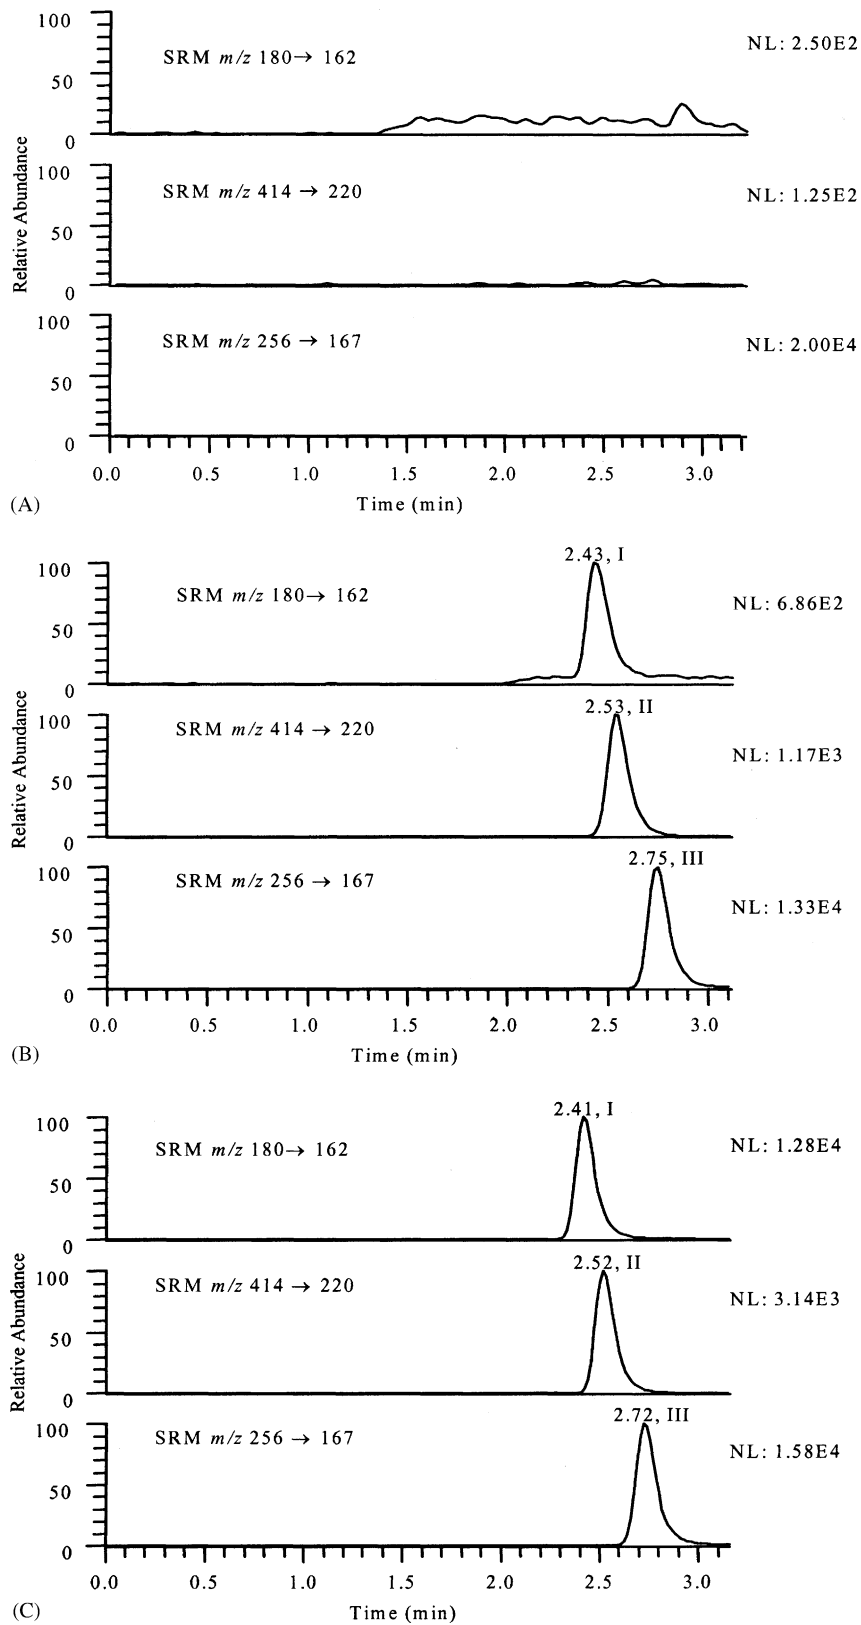 100
SRM m/z 180→ 162
NL: 2.50E2
50
0
100
SRM m/z 414 → 220
NL: 1.25E2
50
0
100
SRM m/z 256 → 167
NL: 2.00E4
50
0
Relative Abundance
0.0 0.5 1.0 1.5 2.0 2.5 3.0
(A)
Time (min)
2.43, I
100
SRM m/z 180→ 162
NL: 6.86E2
50
0
2.53, II
100
SRM m/z 414 → 220
NL: 1.17E3
50
0
2.75, III
100
SRM m/z 256 → 167
NL: 1.33E4
50
0
Relative Abundance
0.0 0.5 1.0 1.5 2.0 2.5 3.0
(B)
Time (min)
2.41, I
100
SRM m/z 180→ 162
NL: 1.28E4
50
0
2.52, II
100
SRM m/z 414 → 220
NL: 3.14E3
50
0
2.72, III
100
SRM m/z 256 → 167
NL: 1.58E4
50
0
Relative Abundance
0.0 0.5 1.0 1.5 2.0 2.5 3.0
(C)
Time (min)